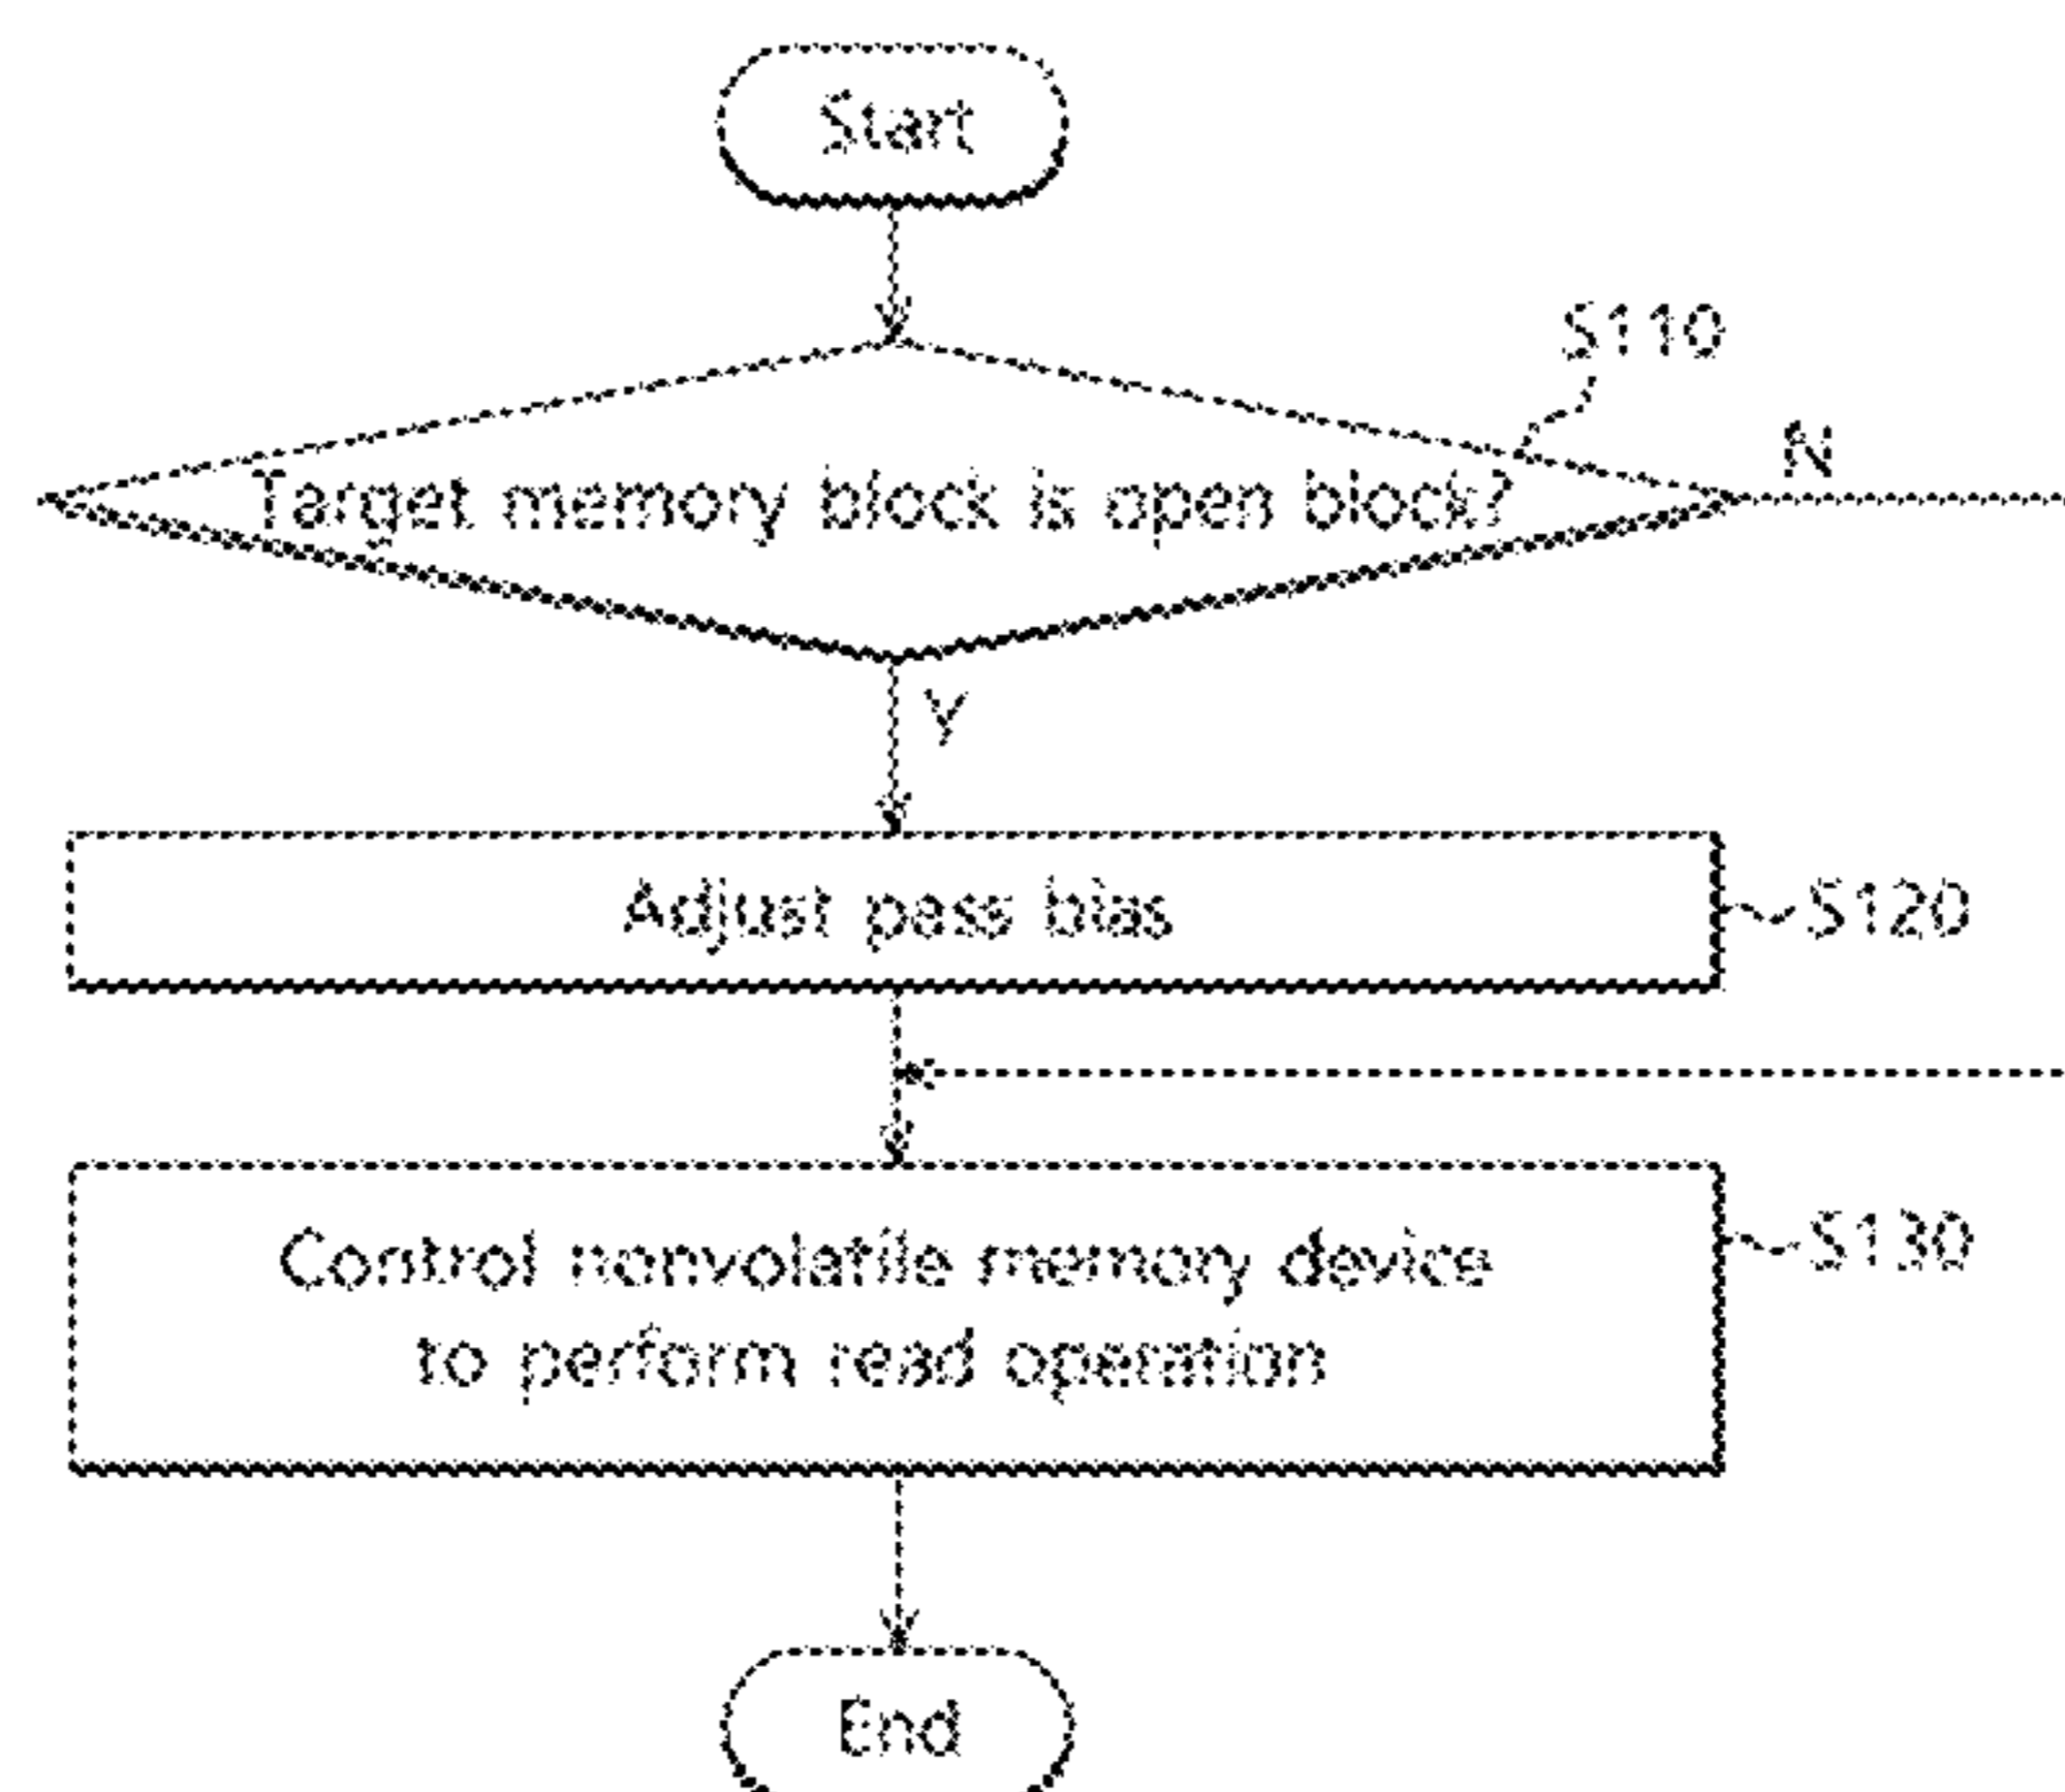 Start
S110
N
Target memory block is open block?
Y
Adjust pass bias
S120
Control nonvolatile memory device
S130
to perform read operation
End